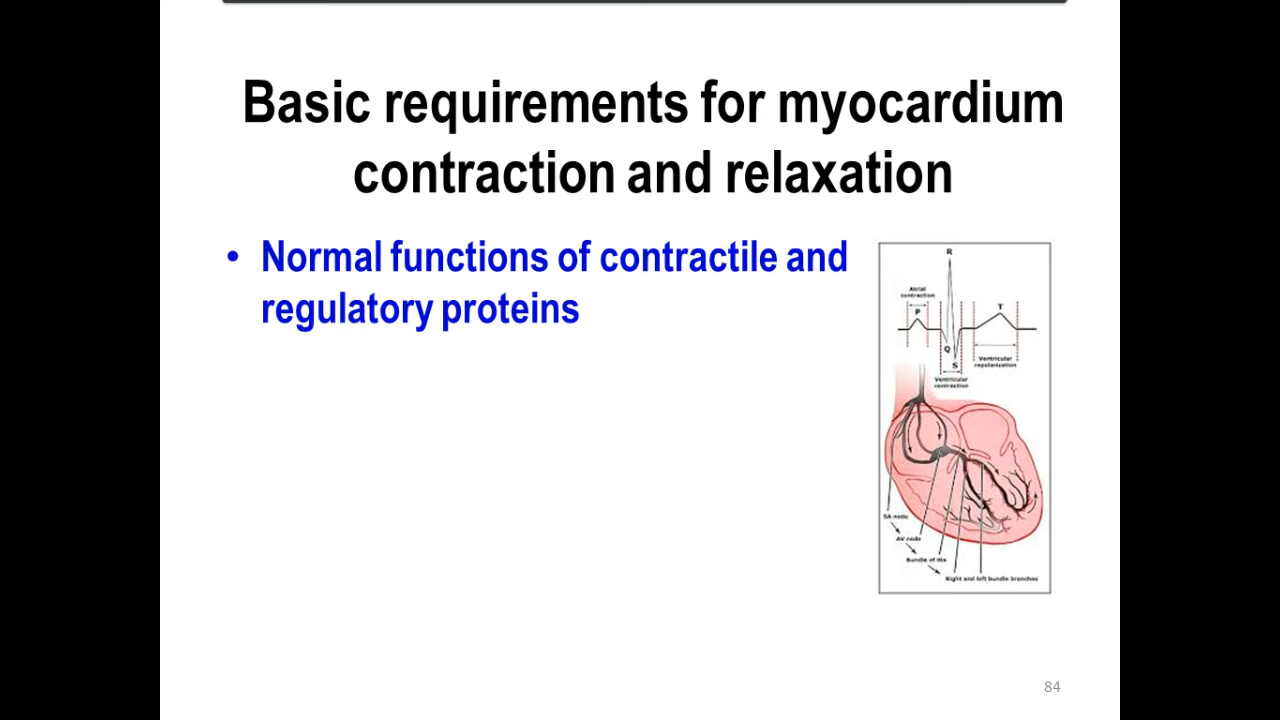 Basic requirements for myocardium
contraction and relaxation
• Normal functions of contractile and
regulatory proteins
R
Atrial
contraction
P
T
Q
S
Ventricular
repolarization
Ventricular
contraction
SA node
AV node
Bundle of His
Right and left bundle branches
84